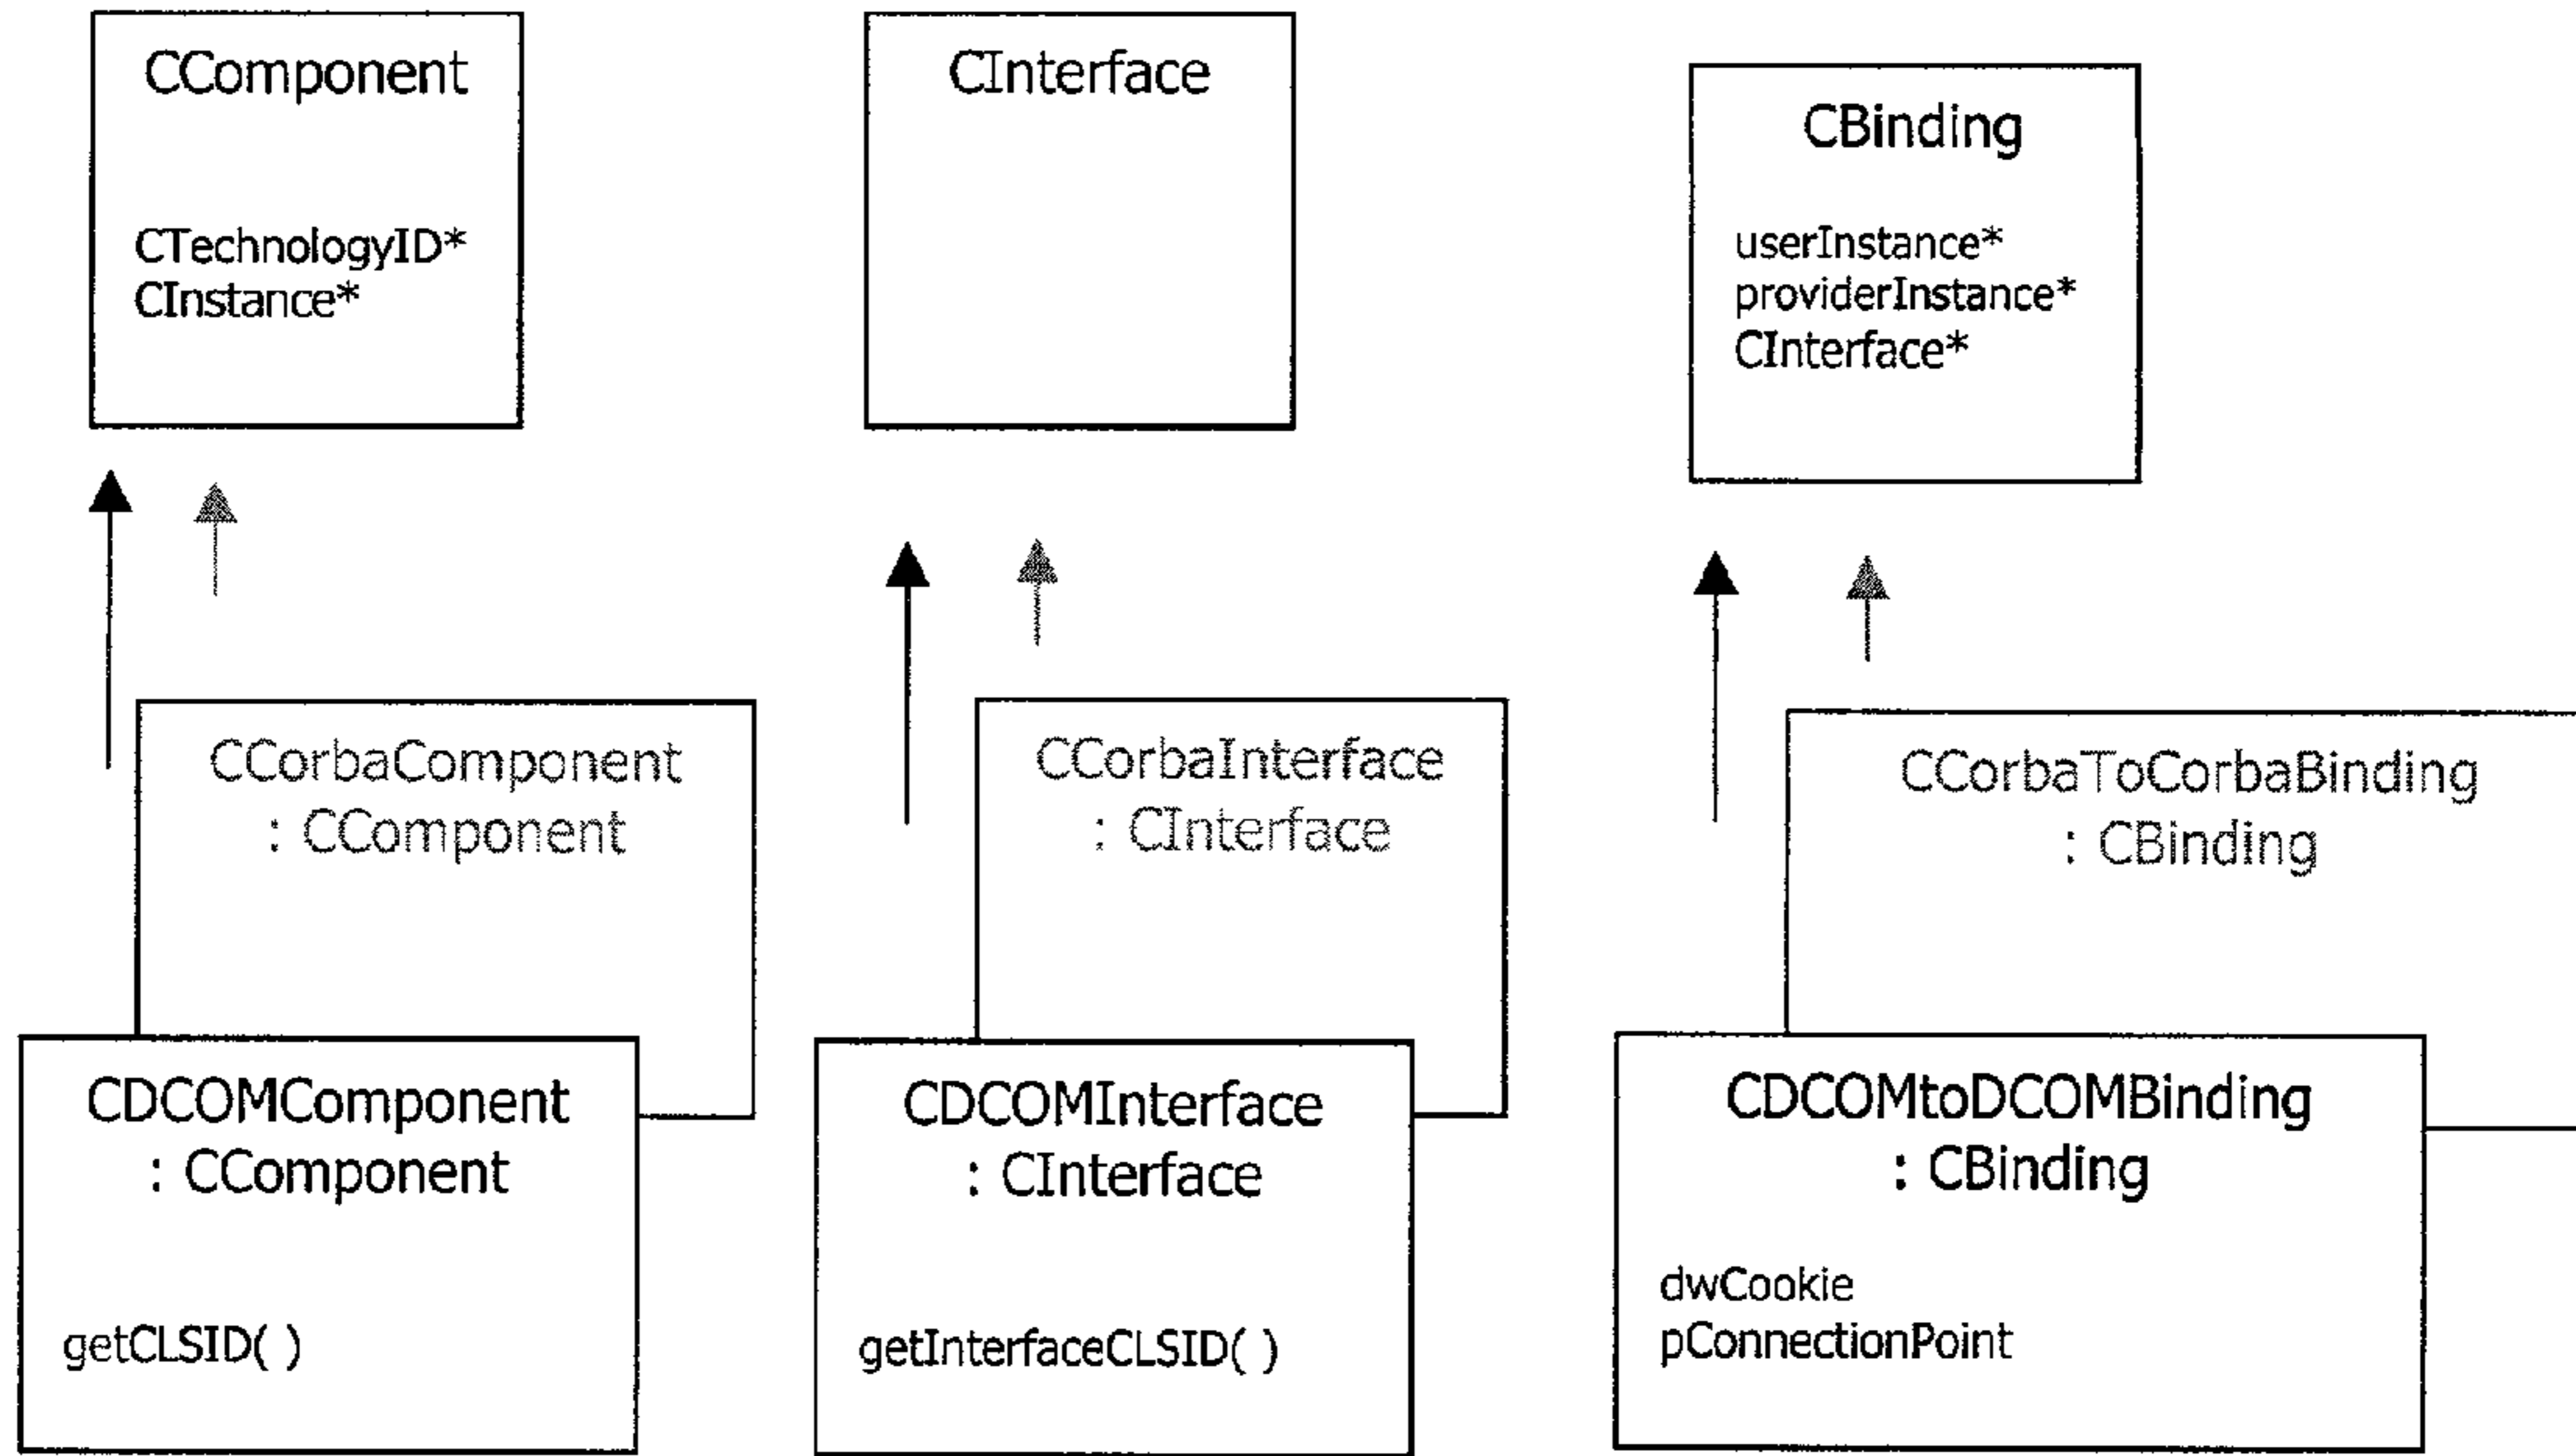 CComponent
CTechnologyID*
CInstance*
CInterface
CBinding
userInstance*
providerInstance*
CInterface*
CCorbaComponent
: CComponent
CCorbaInterface
: CInterface
CCorbaToCorbaBinding
: CBinding
CDCOMComponent
: CComponent
getCLSID( )
CDCOMInterface
: CInterface
getInterfaceCLSID( )
CDCOMtoDCOMBinding
: CBinding
dwCookie
pConnectionPoint